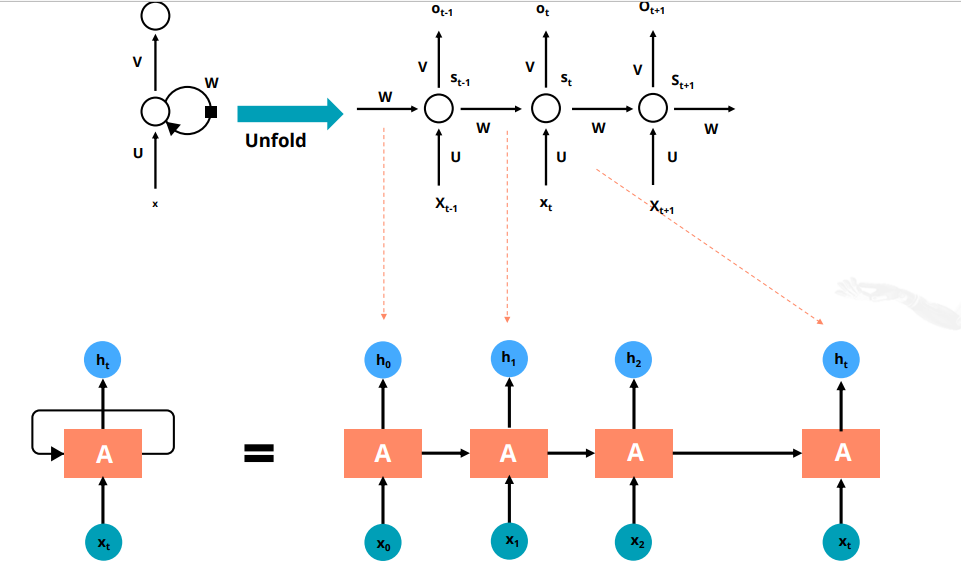 o_{t-1} o_t O_{t+1}
V W
V s_{t-1} V s_t V S_{t+1}
W W W W
Unfold
U U U U
x X_{t-1} x_t X_{t+1}
h_t h_0 h_1 h_2 h_t
A = A A A A
x_t x_0 x_1 x_2 x_t